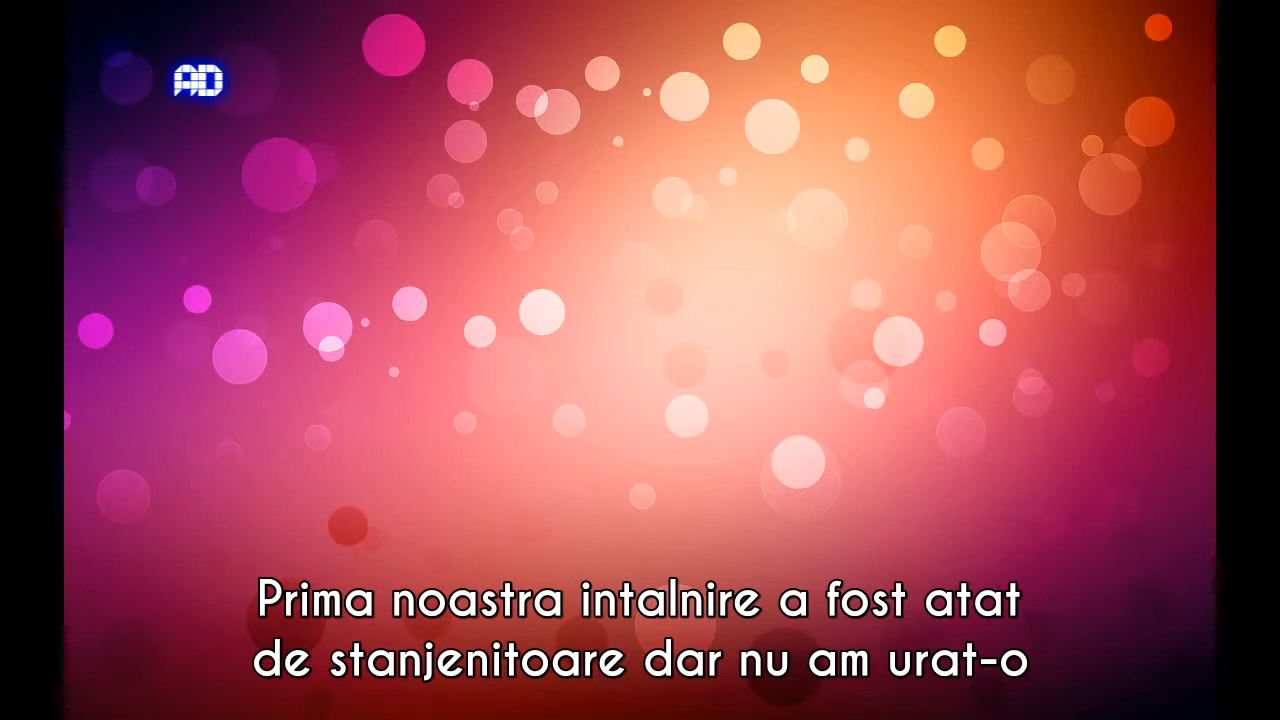 AD
Prima noastra intalnire a fost atat
de stanjenitoare dar nu am urat-o